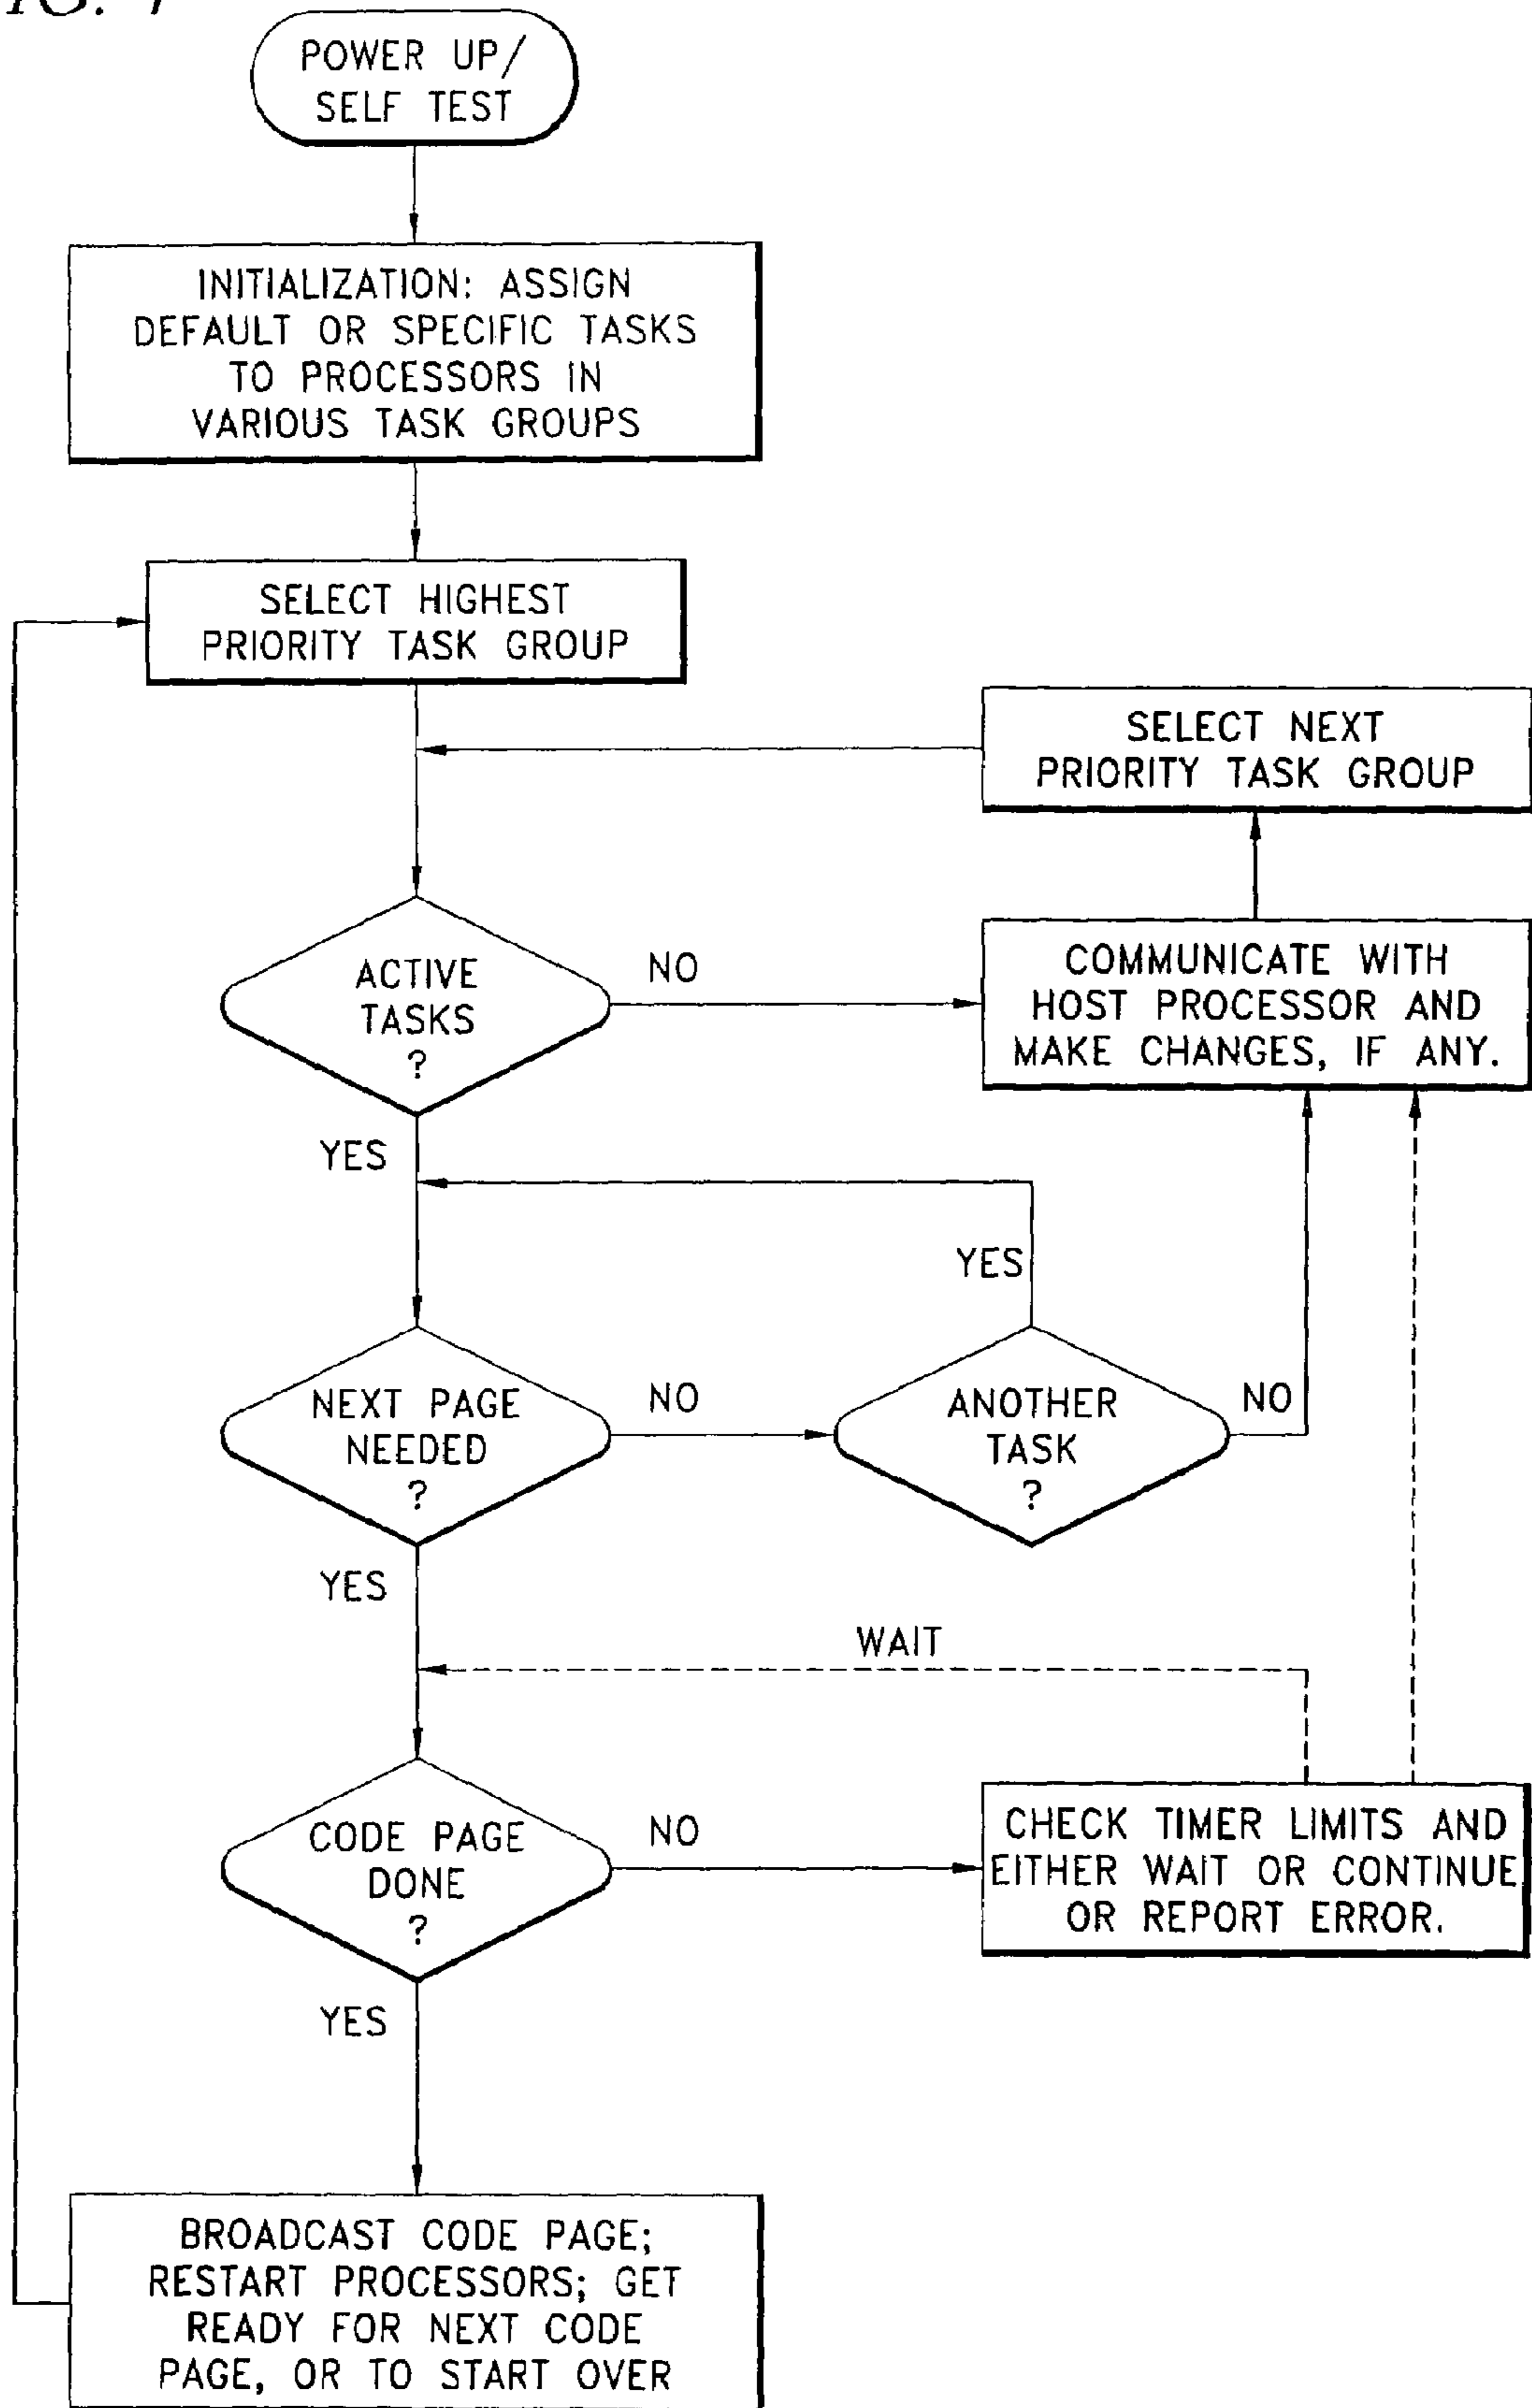 POWER UP/
SELF TEST
INITIALIZATION: ASSIGN
DEFAULT OR SPECIFIC TASKS
TO PROCESSORS IN
VARIOUS TASK GROUPS
SELECT HIGHEST
PRIORITY TASK GROUP
SELECT NEXT
PRIORITY TASK GROUP
ACTIVE
TASKS
?
NO
COMMUNICATE WITH
HOST PROCESSOR AND
MAKE CHANGES, IF ANY.
YES
YES
NEXT PAGE
NEEDED
?
NO
ANOTHER
TASK
?
NO
YES
WAIT
CODE PAGE
DONE
?
NO
CHECK TIMER LIMITS AND
EITHER WAIT OR CONTINUE
OR REPORT ERROR.
YES
BROADCAST CODE PAGE;
RESTART PROCESSORS; GET
READY FOR NEXT CODE
PAGE, OR TO START OVER